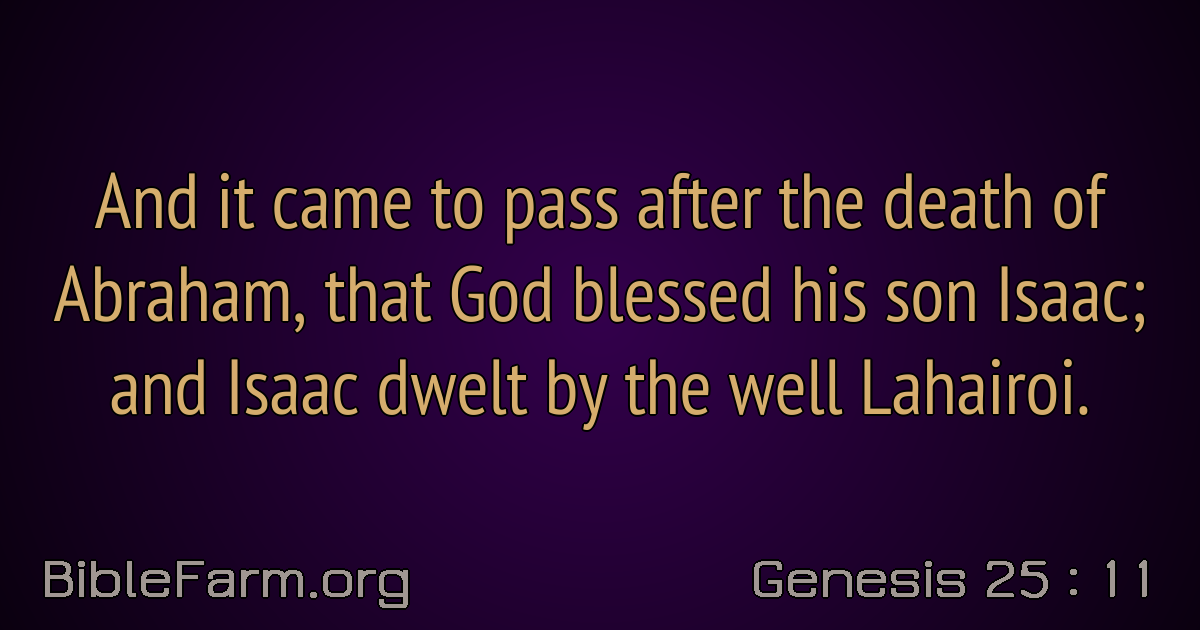 And it came to pass after the death of
Abraham, that God blessed his son Isaac;
and Isaac dwelt by the well Lahairoi.
BibleFarm.org
Genesis 25 : 11